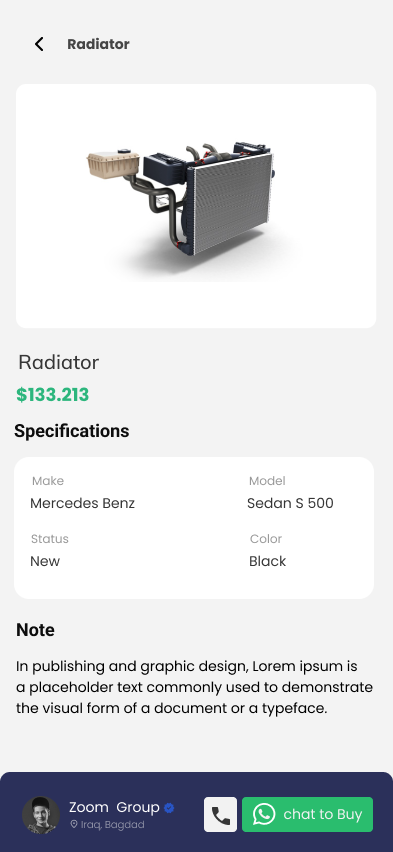 Radiator
Radiator
$133.213
Specifications
Make Model
Mercedes Benz Sedan S 500
Status Color
New Black
Note
In publishing and graphic design, Lorem ipsum is
a placeholder text commonly used to demonstrate
the visual form of a document or a typeface.
Zoom Group
Iraq, Bagdad
chat to Buy